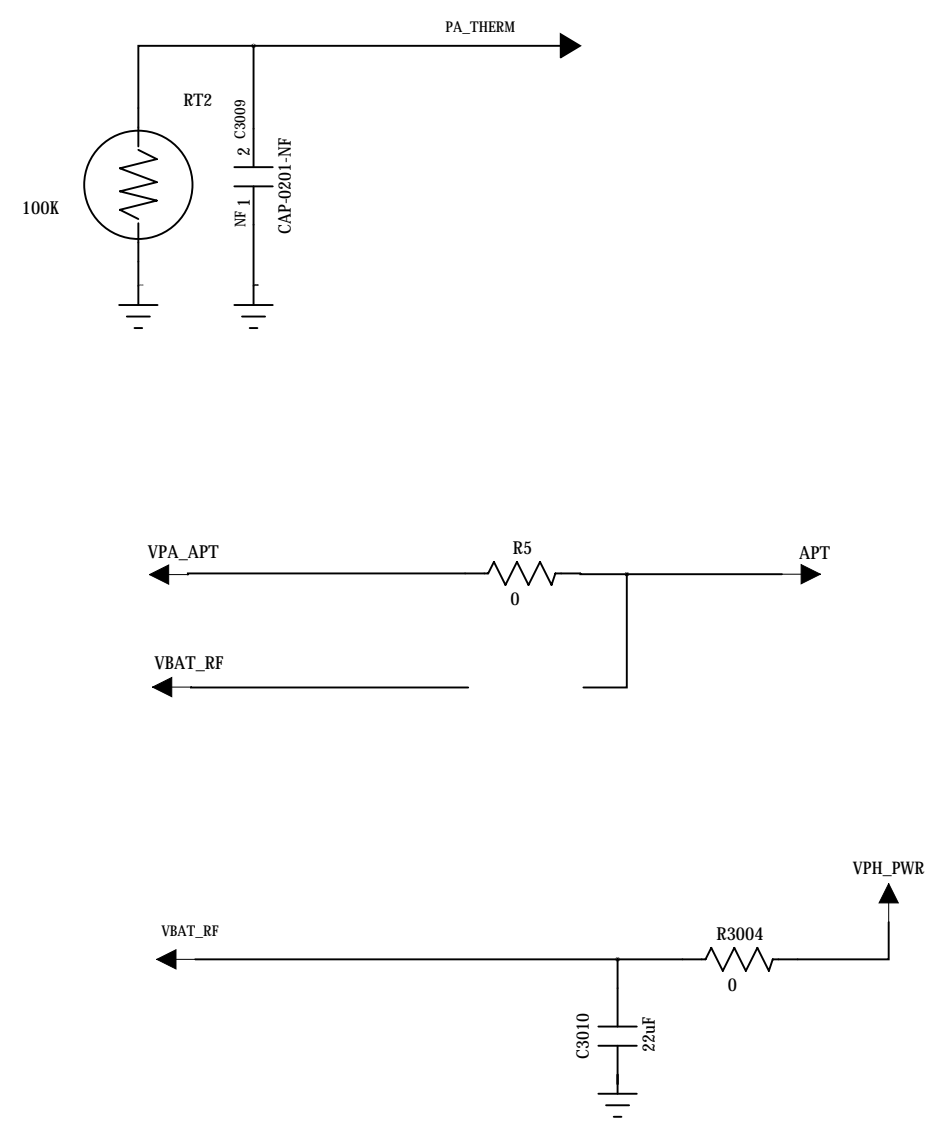 PA_THERM
RT2
C3009
2
CAP-0201-NF
100K
NF
1
R5
VPA_APT
APT
0
VBAT_RF
VPH_PWR
VBAT_RF
R3004
0
C3010
22uF